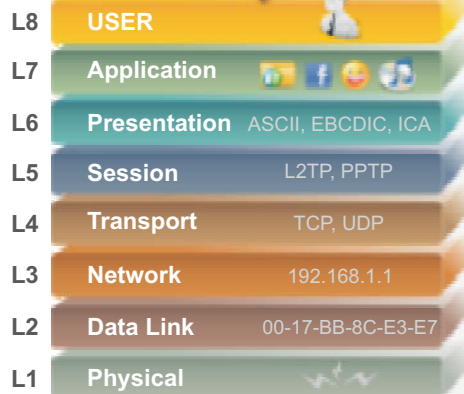 L8 USER
L7 Application
L6 Presentation ASCII, EBCDIC, ICA
L5 Session L2TP, PPTP
L4 Transport TCP, UDP
L3 Network 192.168.1.1
L2 Data Link 00-17-BB-8C-E3-E7
L1 Physical